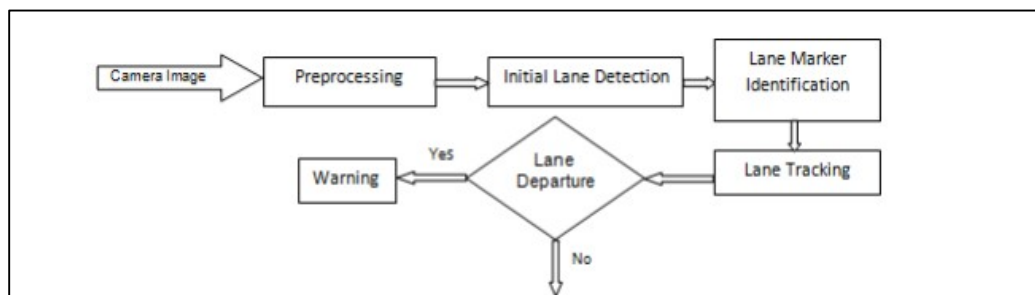 Camera Image
Preprocessing
Initial Lane Detection
Lane Marker
Identification
Lane Tracking
Lane
Departure
Yes
Warning
No